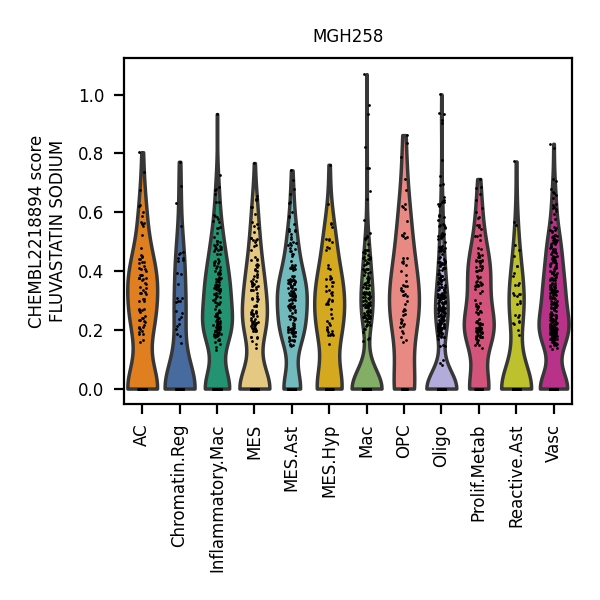 MGH258
CHEMBL2218894 score
FLUVASTATIN SODIUM
1.0
0.8
0.6
0.4
0.2
0.0
AC
Chromatin.Reg
Inflammatory.Mac
MES
MES.Ast
MES.Hyp
Mac
OPC
Oligo
Prolif.Metab
Reactive.Ast
Vasc